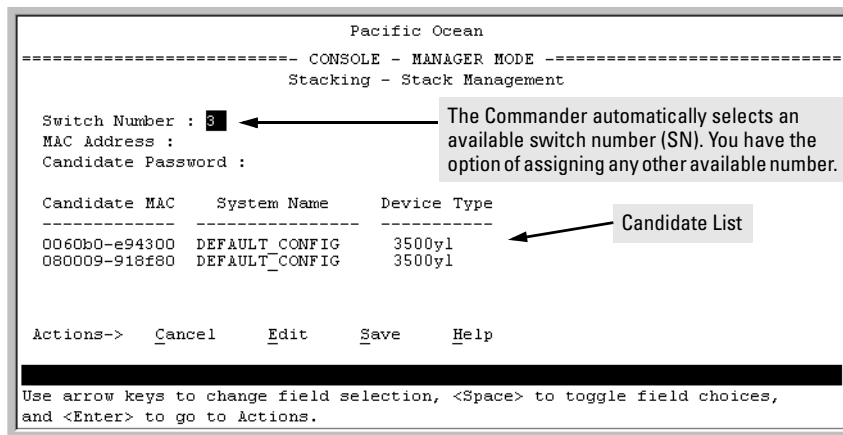 Pacific Ocean
==========================- CONSOLE - MANAGER MODE -============================
Stacking - Stack Management
Switch Number : 3
MAC Address :
Candidate Password :
The Commander automatically selects an
available switch number (SN). You have the
option of assigning any other available number.
Candidate MAC System Name Device Type
------------- ---------------- -----------
0060b0-e94300 DEFAULT_CONFIG 3500yl
080009-918f80 DEFAULT_CONFIG 3500yl
Candidate List
Actions-> Cancel Edit Save Help
Use arrow keys to change field selection, <Space> to toggle field choices,
and <Enter> to go to Actions.